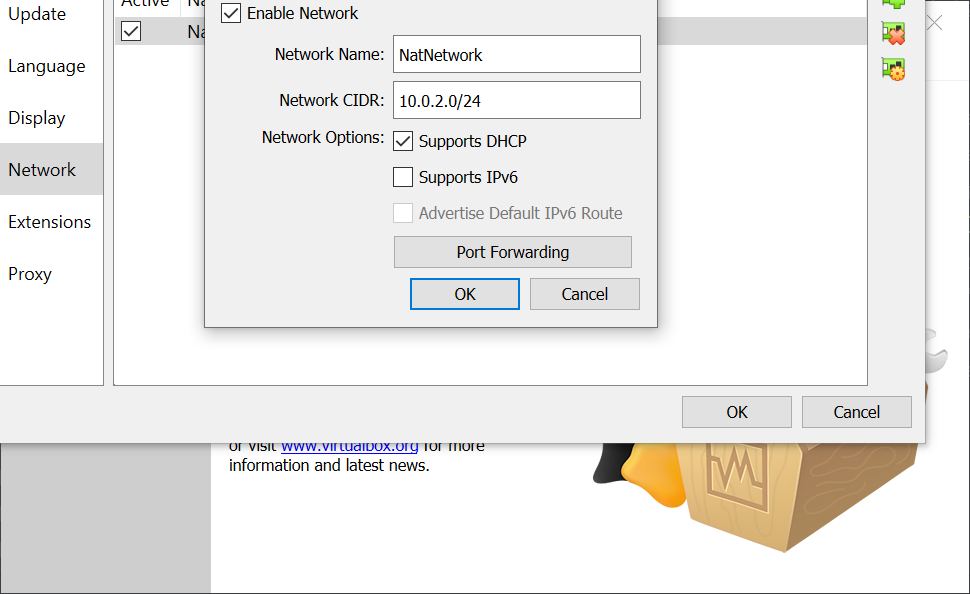 Update
Language
Display
Network
Extensions
Proxy
Active Na
Na
Enable Network
Network Name: NatNetwork
Network CIDR: 10.0.2.0/24
Network Options: Supports DHCP
Supports IPv6
Advertise Default IPv6 Route
Port Forwarding
OK Cancel
OK Cancel
or visit www.virtualbox.org for more
information and latest news.